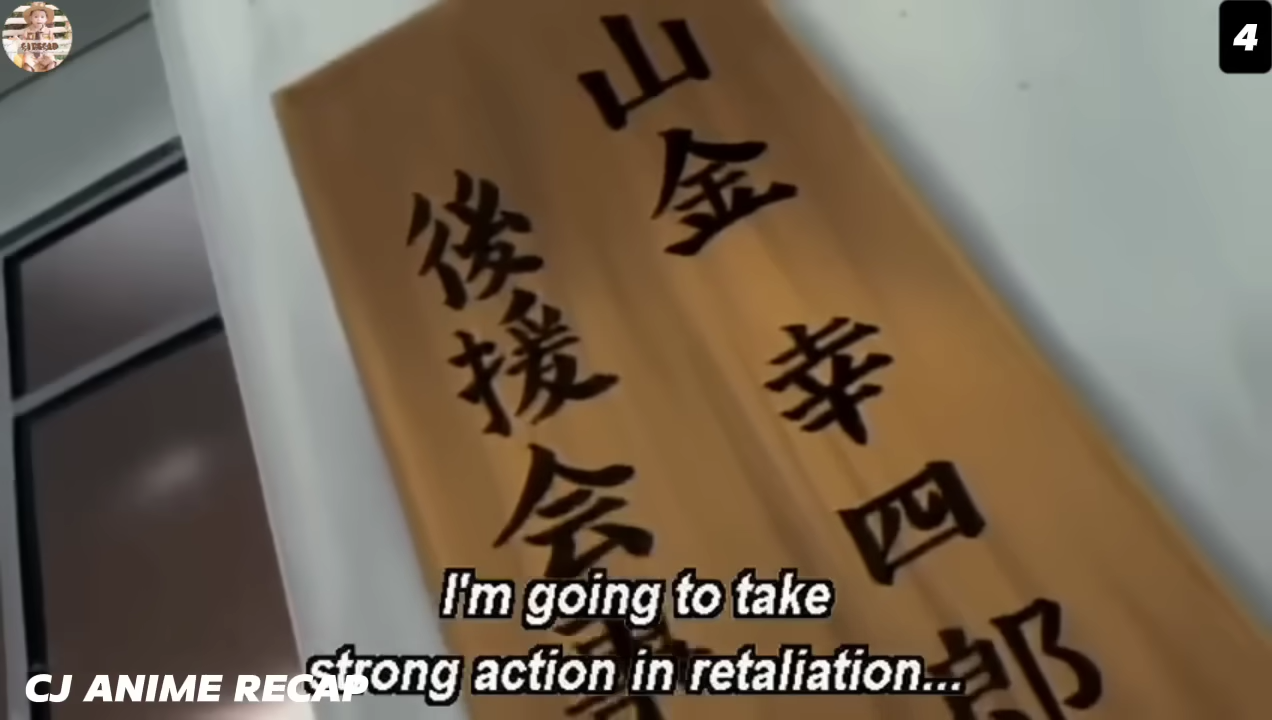 4
山金 幸四郎
後援会事
I'm going to take
strong action in retaliation...
CJ ANIME RECAP